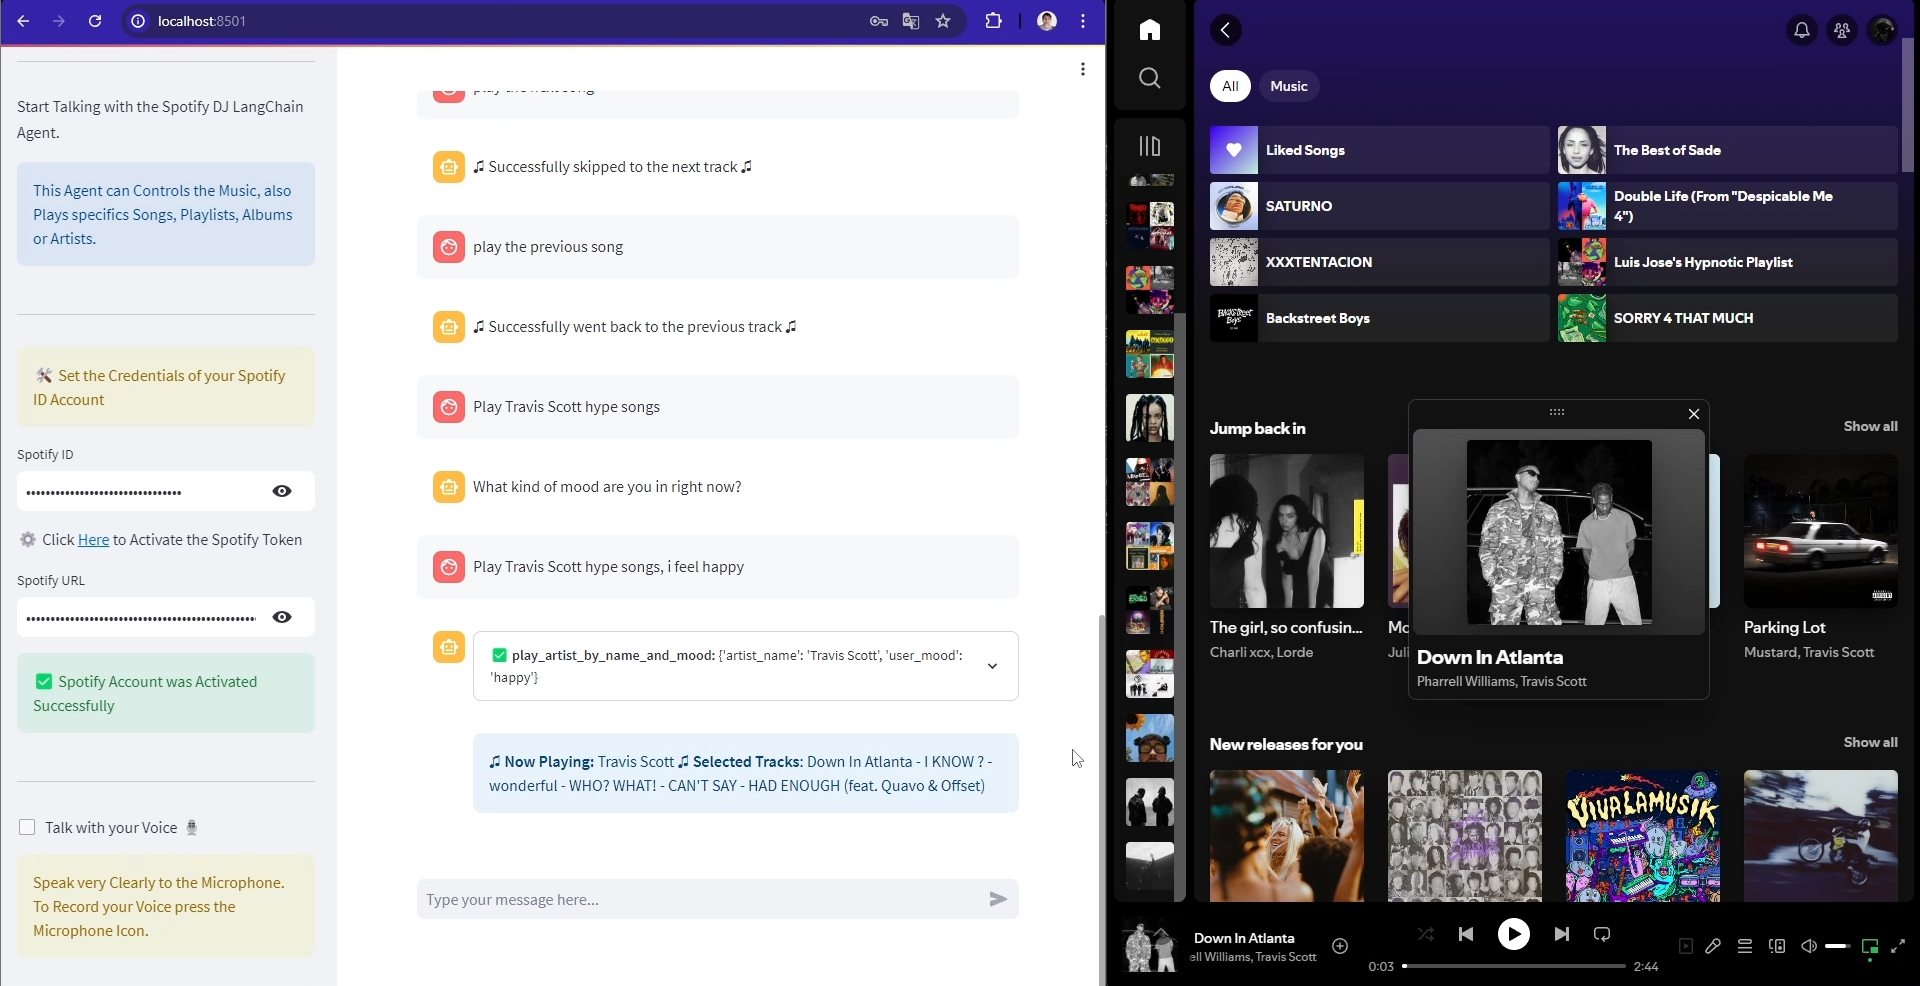 localhost:8501
Start Talking with the Spotify DJ LangChain
Agent.
This Agent can Controls the Music, also
Plays specifics Songs, Playlists, Albums
or Artists.
🛠 Set the Credentials of your Spotify
ID Account
Spotify ID
••••••••••••••••••••••••••••••••
Click Here to Activate the Spotify Token
Spotify URL
✅ Spotify Account was Activated
Successfully
Talk with your Voice 🎙
Speak very Clearly to the Microphone.
To Record your Voice press the
Microphone Icon.
play the next song
🎵 Successfully skipped to the next track 🎵
play the previous song
🎵 Successfully went back to the previous track 🎵
Play Travis Scott hype songs
What kind of mood are you in right now?
Play Travis Scott hype songs, i feel happy
✅ play_artist_by_name_and_mood: {'artist_name': 'Travis Scott', 'user_mood':
'happy'}
🎵 Now Playing: Travis Scott 🎵 Selected Tracks: Down In Atlanta - I KNOW ? -
wonderful - WHO? WHAT! - CAN'T SAY - HAD ENOUGH (feat. Quavo & Offset)
Type your message here...
All
Music
Liked Songs
The Best of Sade
SATURNO
Double Life (From "Despicable Me
4")
XXXTENTACION
Luis Jose's Hypnotic Playlist
BACKSTREET
BOYS
Backstreet Boys
SORRY 4 THAT MUCH
Jump back in
Show all
The girl, so confusin...
Charli xcx, Lorde
Mo
Juli
Down In Atlanta
Pharrell Williams, Travis Scott
Parking Lot
Mustard, Travis Scott
New releases for you
Show all
VIVA LA MUSIK
Down In Atlanta
ell Williams, Travis Scott
0:03
2:44